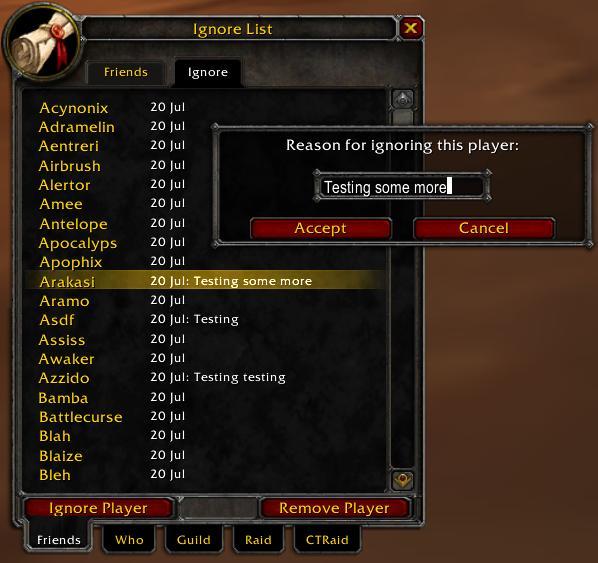 Ignore List
Friends Ignore
Acynonix 20 Jul
Adramelin 20 Jul
Aentreri 20 Jul
Airbrush 20 Jul
Alertor 20 Jul
Amee 20 Jul
Antelope 20 Jul
Apocalyps 20 Jul
Apophix 20 Jul
Arakasi 20 Jul: Testing some more
Aramo 20 Jul
Asdf 20 Jul: Testing
Assiss 20 Jul
Awaker 20 Jul
Azzido 20 Jul: Testing testing
Bamba 20 Jul
Battlecurse 20 Jul
Blah 20 Jul
Blaize 20 Jul
Bleh 20 Jul
Ignore Player Remove Player
Friends Who Guild Raid CTRaid
Reason for ignoring this player:
Testing some more
Accept Cancel